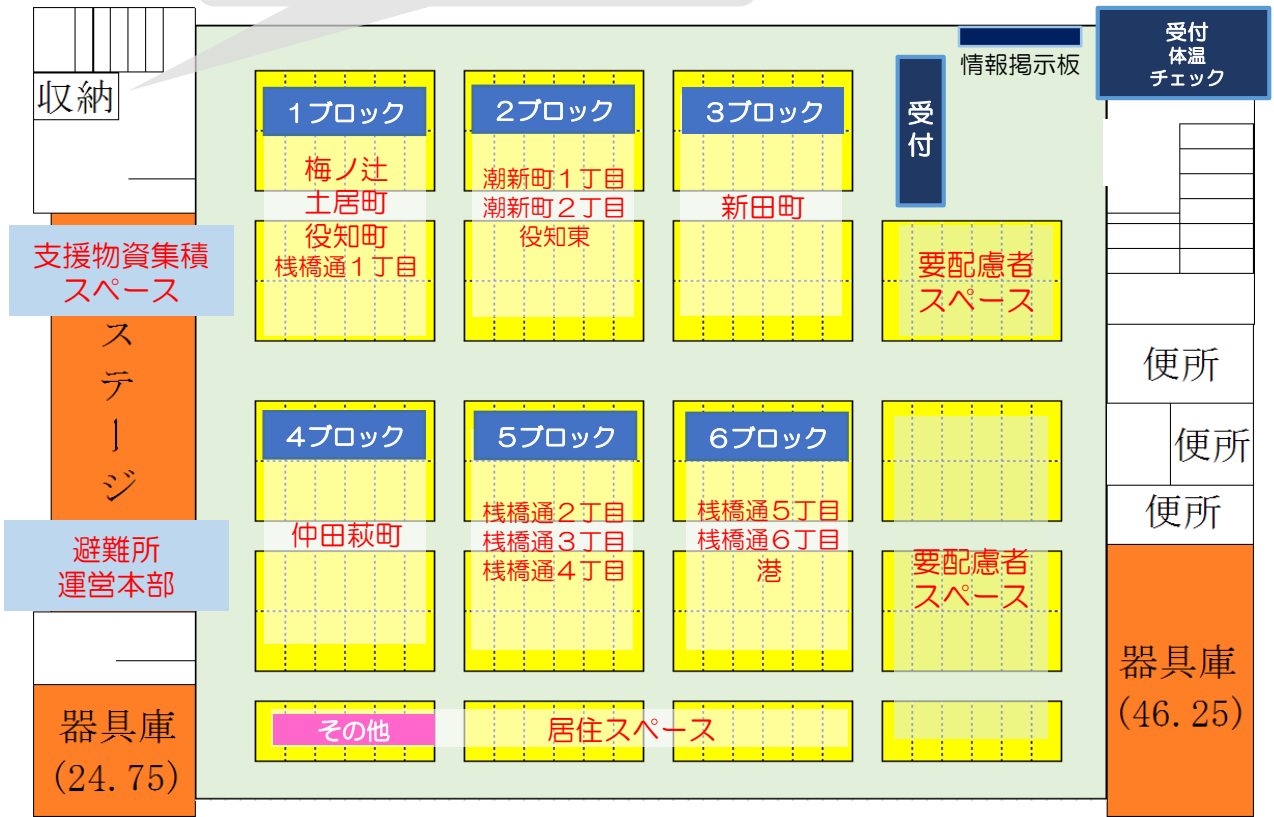 収納
支援物資集積
スペース
ステージ
避難所
運営本部
器具庫
(24.75)
1ブロック
梅ノ辻
土居町
役知町
桟橋通1丁目
2ブロック
潮新町1丁目
潮新町2丁目
役知東
3ブロック
新田町
受付
情報掲示板
受付
体温
チェック
要配慮者
スペース
4ブロック
仲田萩町
5ブロック
桟橋通2丁目
桟橋通3丁目
桟橋通4丁目
6ブロック
桟橋通5丁目
桟橋通6丁目
港
要配慮者
スペース
その他
居住スペース
便所
便所
便所
器具庫
(46.25)